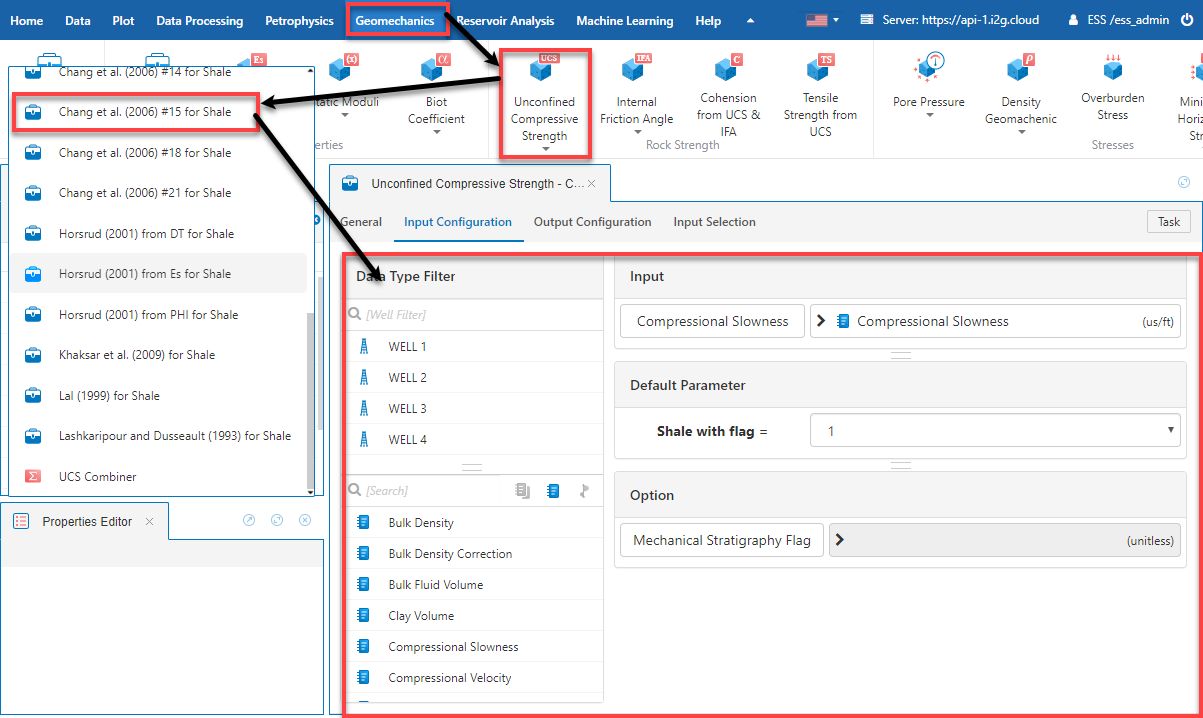 Home Data Plot Data Processing Petrophysics Geomechanics Reservoir Analysis Machine Learning Help Server: https://api-1.i2g.cloud ESS /ess_admin
Es (x) α UCS IFA C TS P
tatic Moduli
Biot
Coefficient
Unconfined
Compressive
Strength
Internal
Friction Angle
Cohension
from UCS &
IFA
Tensile
Strength from
UCS
Pore Pressure
Density
Geomachenic
Overburden
Stress
Mini
Horiz
Str
erties
Rock Strength
Stresses
Chang et al. (2006) #14 for Shale
Chang et al. (2006) #15 for Shale
Chang et al. (2006) #18 for Shale
Chang et al. (2006) #21 for Shale
Horsrud (2001) from DT for Shale
Horsrud (2001) from Es for Shale
Horsrud (2001) from PHI for Shale
Khaksar et al. (2009) for Shale
Lal (1999) for Shale
Lashkaripour and Dusseault (1993) for Shale
Σ UCS Combiner
Properties Editor
Unconfined Compressive Strength - C...
General Input Configuration Output Configuration Input Selection Task
Data Type Filter
[Well Filter]
WELL 1
WELL 2
WELL 3
WELL 4
[Search]
Bulk Density
Bulk Density Correction
Bulk Fluid Volume
Clay Volume
Compressional Slowness
Compressional Velocity
Input
Compressional Slowness Compressional Slowness (us/ft)
Default Parameter
Shale with flag = 1
Option
Mechanical Stratigraphy Flag (unitless)